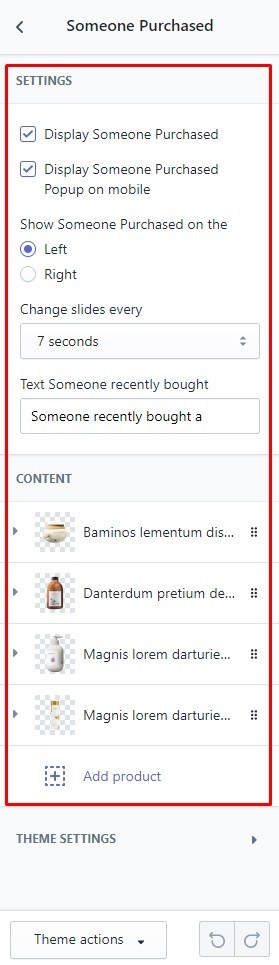 Someone Purchased
SETTINGS
Display Someone Purchased
Display Someone Purchased
Popup on mobile
Show Someone Purchased on the
Left
Right
Change slides every
7 seconds
Text Someone recently bought
Someone recently bought a
CONTENT
Baminos lementum dis...
Danterdum pretium de...
Magnis lorem darturie...
Magnis lorem darturie...
Add product
THEME SETTINGS
Theme actions